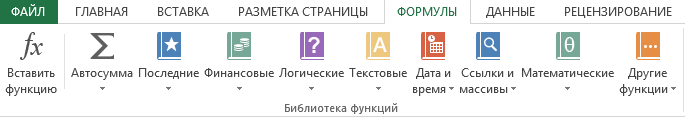 ФАЙЛ ГЛАВНАЯ ВСТАВКА РАЗМЕТКА СТРАНИЦЫ ФОРМУЛЫ ДАННЫЕ РЕЦЕНЗИРОВАНИЕ
fx Σ ? A θ ...
Вставить Автосумма Последние Финансовые Логические Текстовые Дата и Ссылки и Математические Другие
функцию время массивы функции
Библиотека функций